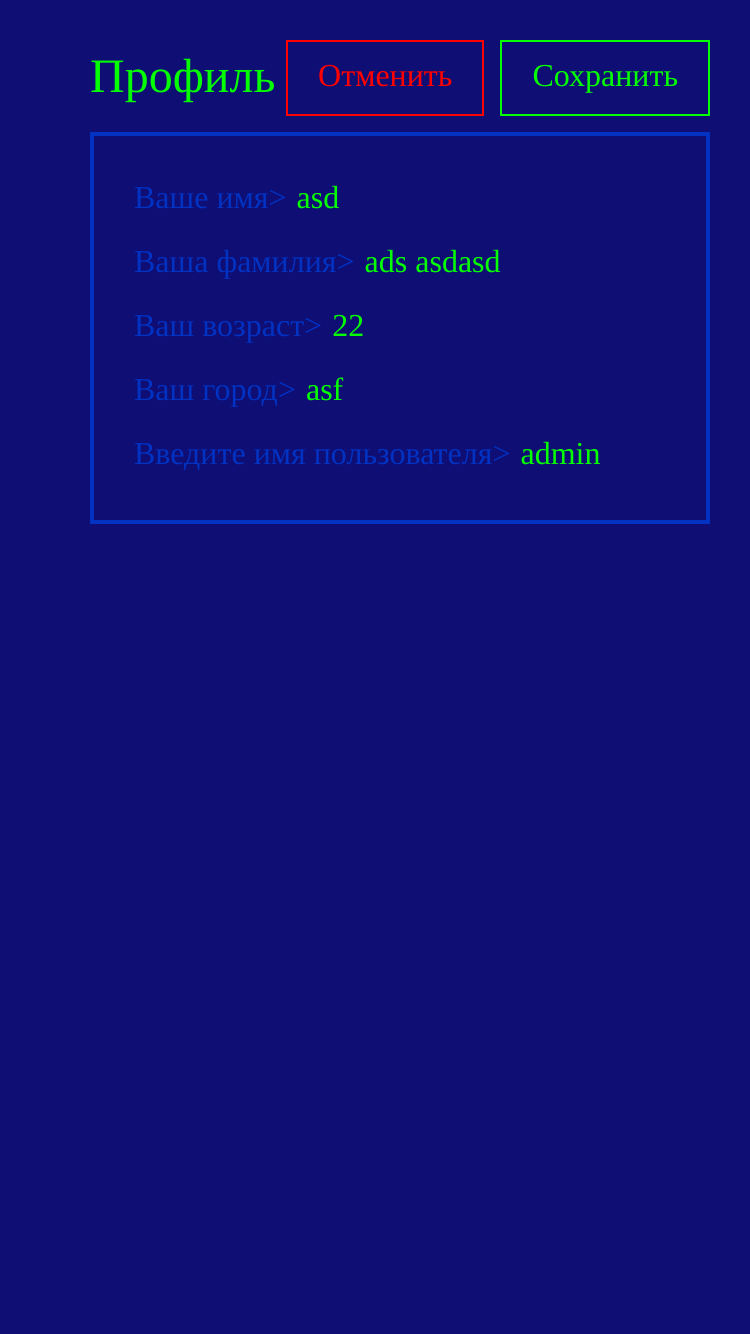 Профиль Отменить Сохранить
Ваше имя> asd
Ваша фамилия> ads asdasd
Ваш возраст> 22
Ваш город> asf
Введите имя пользователя> admin